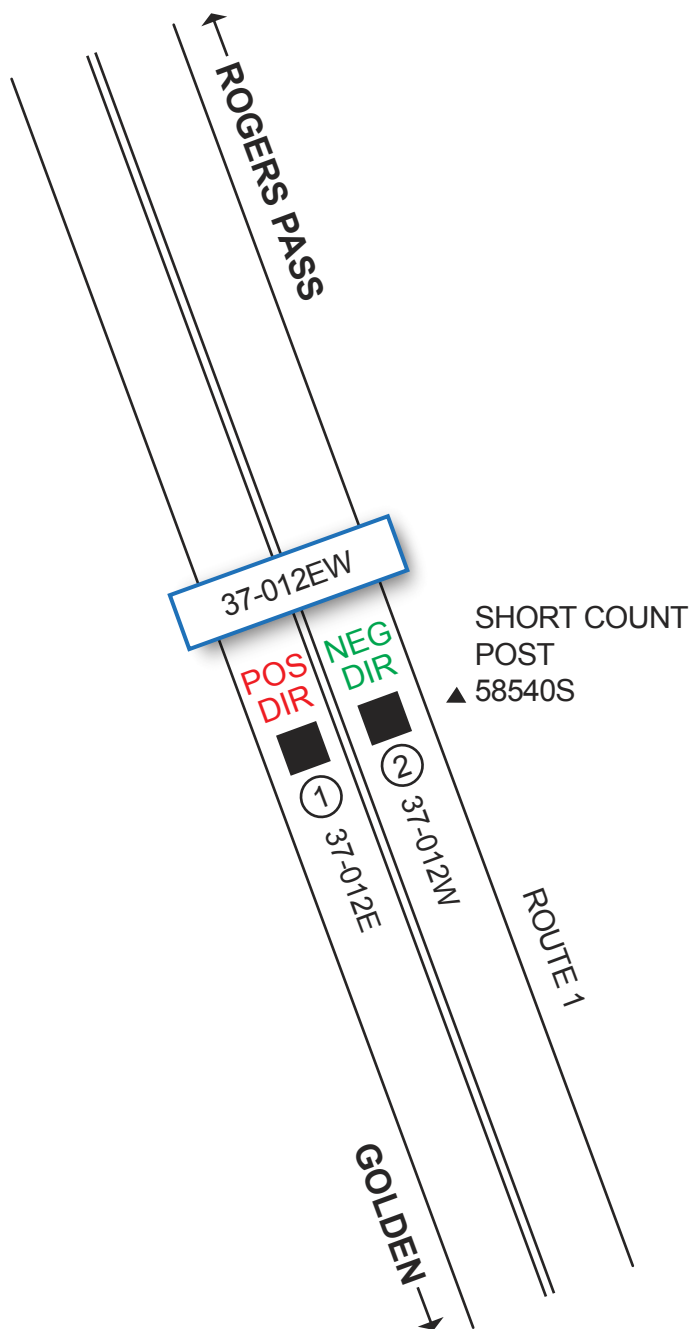 ROGERS PASS
37-012EW
SHORT COUNT
POST
58540S
POS
DIR
NEG
DIR
1
2
37-012E
37-012W
ROUTE 1
GOLDEN